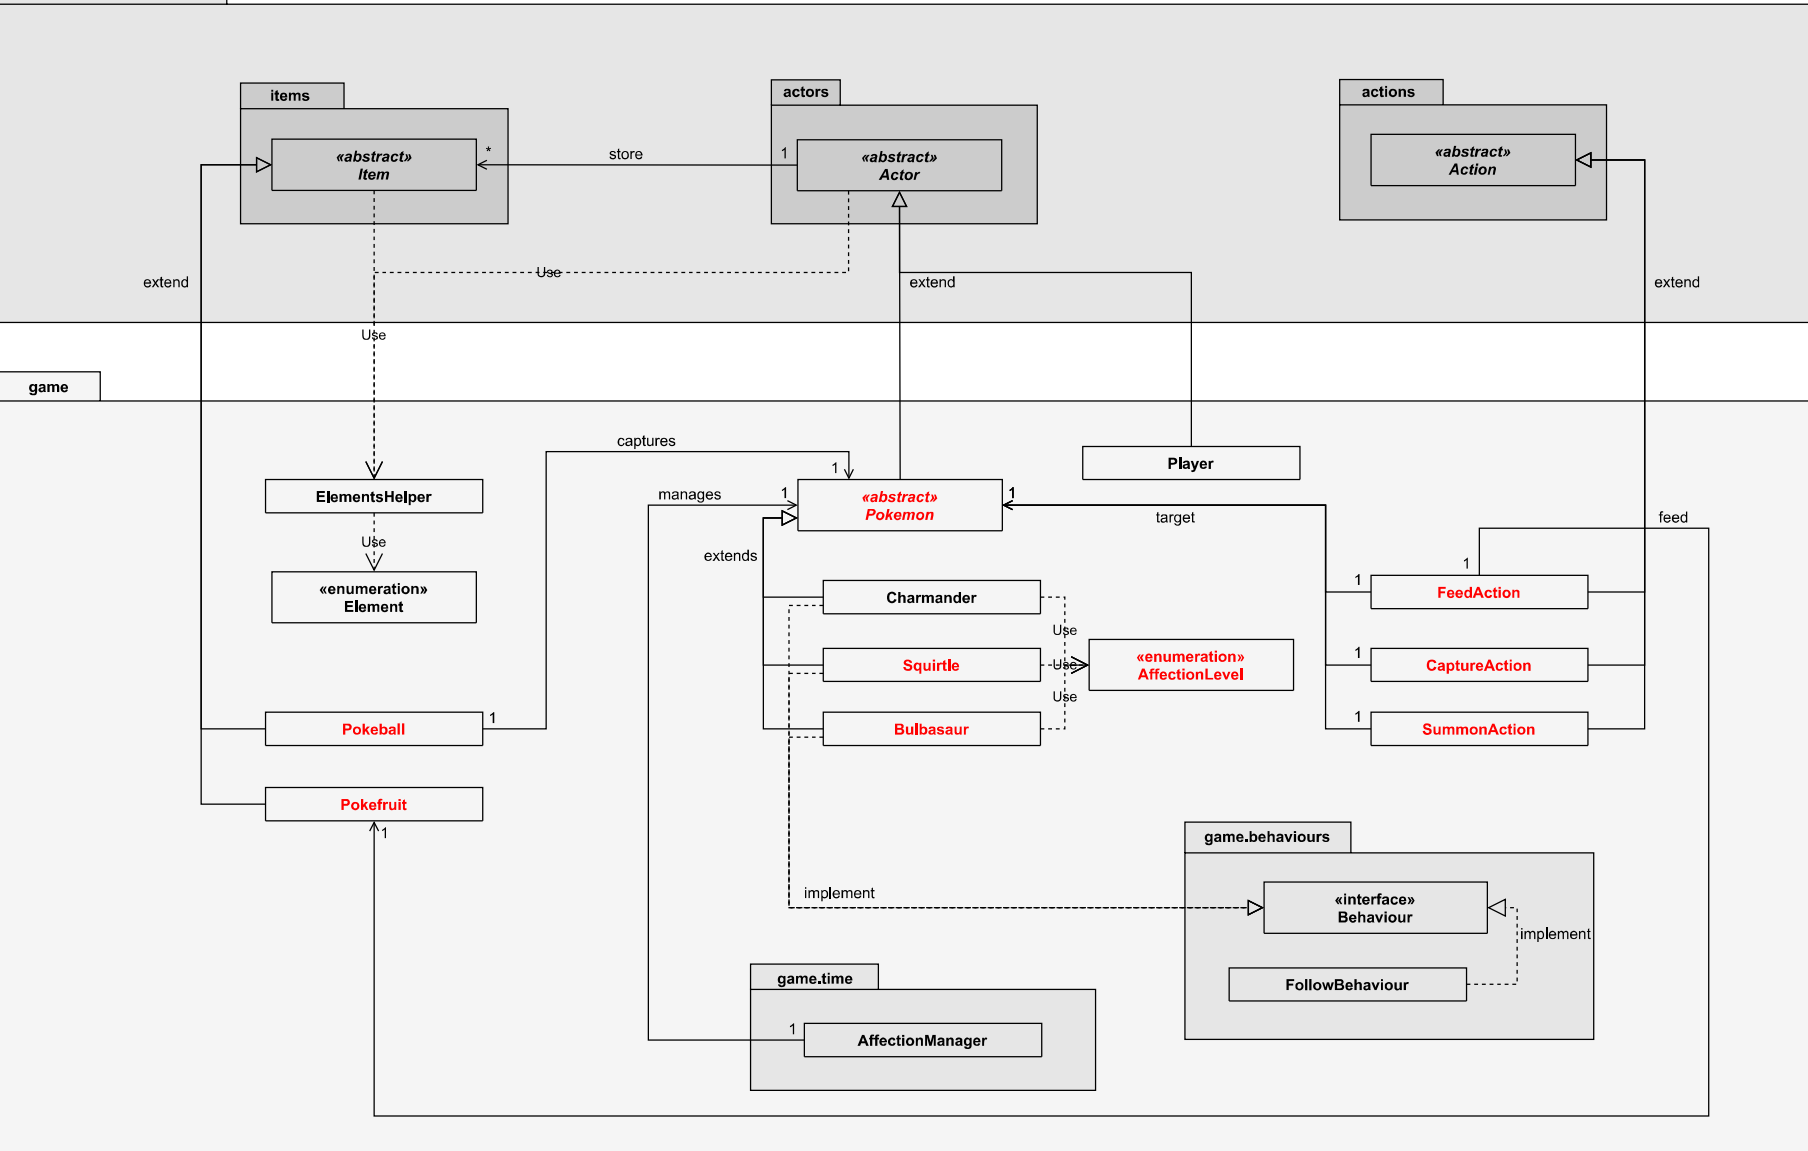 items
actors
actions
«abstract»
Item
*
store
1
«abstract»
Actor
«abstract»
Action
extend
Use
extend
extend
Use
game
captures
1
Player
ElementsHelper
manages
1
«abstract»
Pokemon
1
target
feed
Use
extends
1
«enumeration»
Element
Charmander
1
FeedAction
Use
Squirtle
Use
«enumeration»
AffectionLevel
1
CaptureAction
Use
Pokeball
1
Bulbasaur
1
SummonAction
Pokefruit
1
game.behaviours
implement
«interface»
Behaviour
implement
game.time
FollowBehaviour
1
AffectionManager